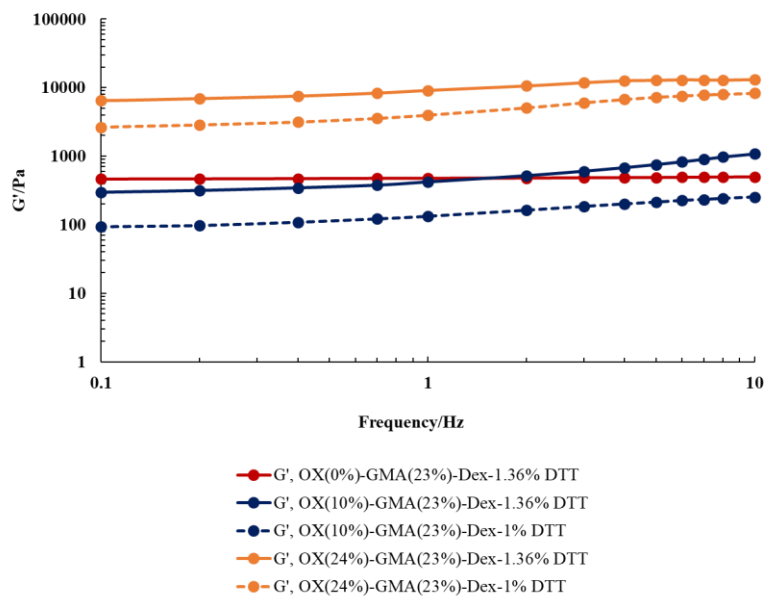 100000
10000
1000
100
10
1
G'/Pa
0.1
1
10
Frequency/Hz
G', OX(0%)-GMA(23%)-Dex-1.36% DTT
G', OX(10%)-GMA(23%)-Dex-1.36% DTT
G', OX(10%)-GMA(23%)-Dex-1% DTT
G', OX(24%)-GMA(23%)-Dex-1.36% DTT
G', OX(24%)-GMA(23%)-Dex-1% DTT